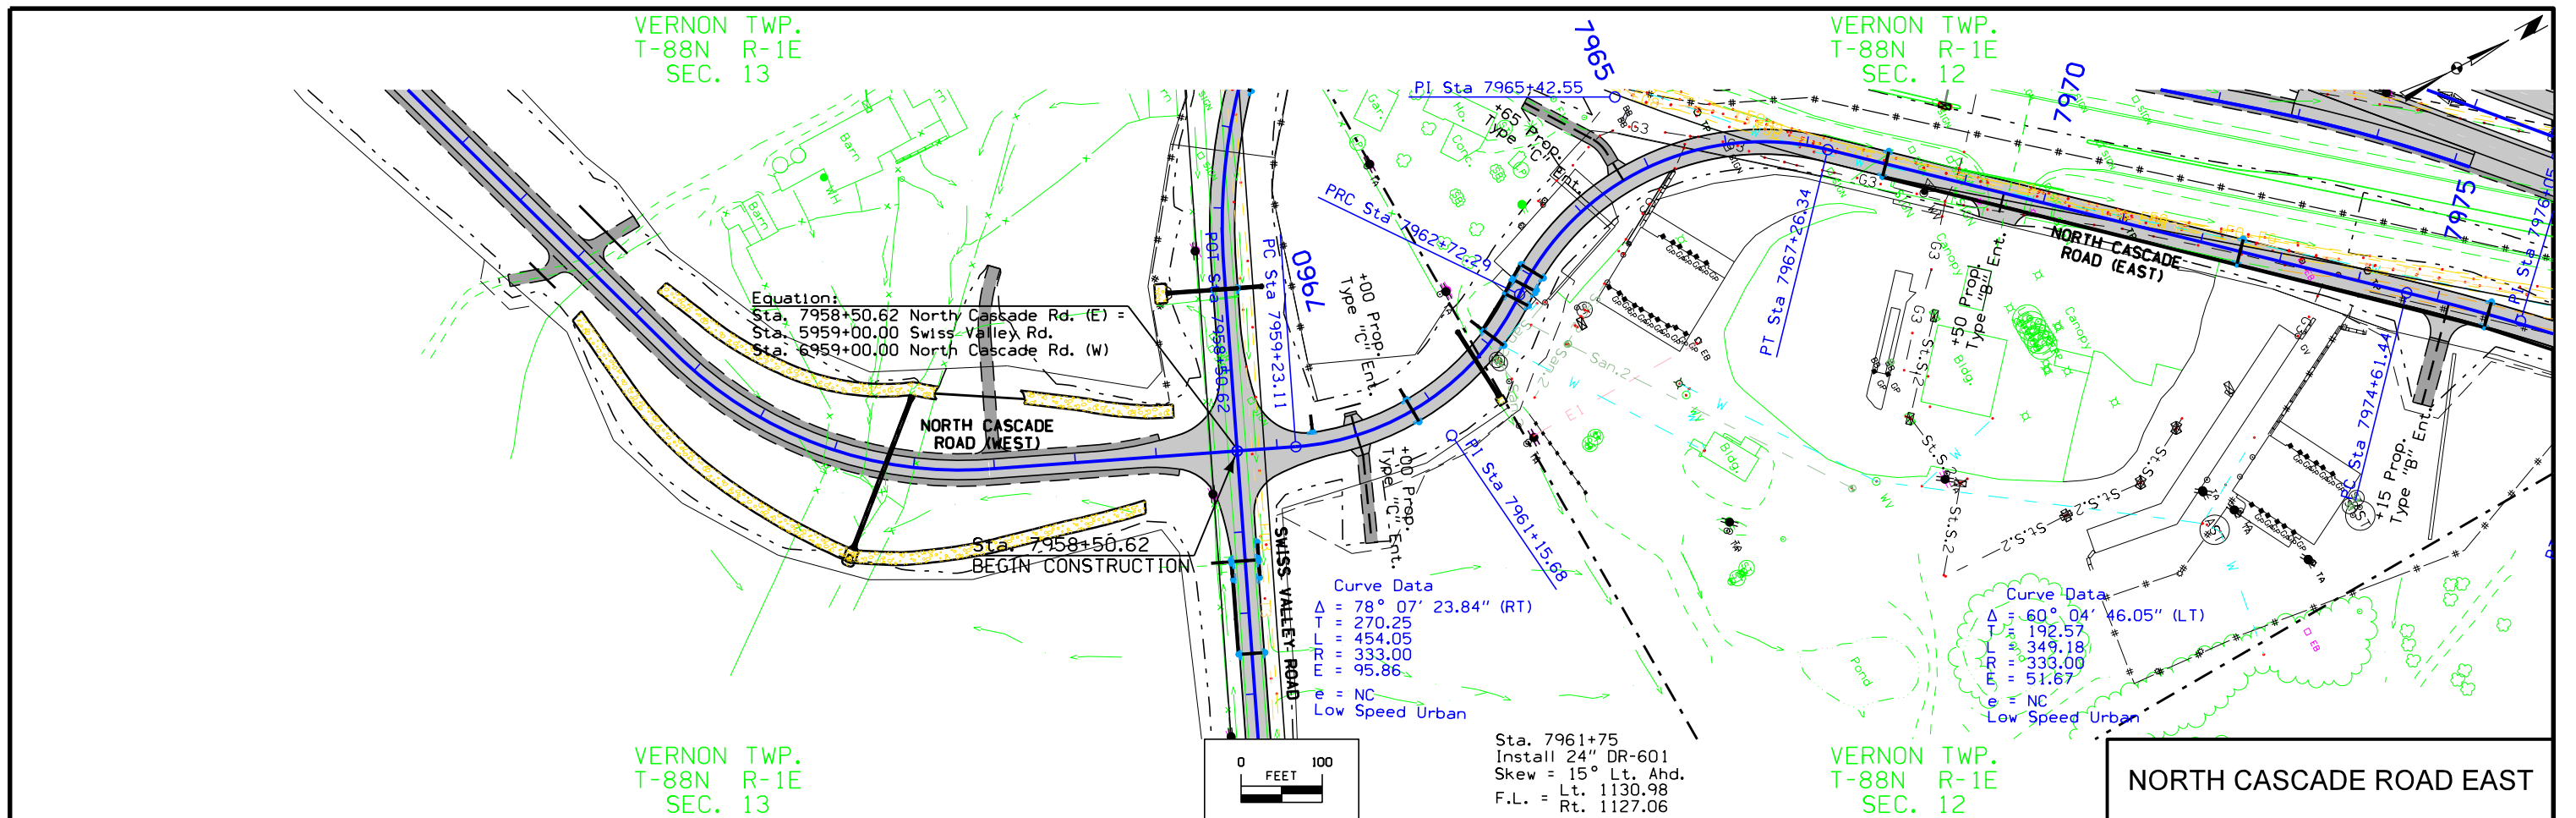 VERNON TWP.
T-88N R-1E
SEC. 13
VERNON TWP.
T-88N R-1E
SEC. 12
7965
7970
7975
7960
PI Sta 7965+42.55
PRC Sta 7962+72.29
PT Sta 7967+26.34
PC Sta 7974+61.44
POT Sta 7958+50.62
PC Sta 7959+23.11
PI Sta 7961+15.68
+65 Prop.
Type "C" Ent.
+00 Prop.
Type "C" Ent.
+00 Prop.
Type "C" Ent.
+50 Prop.
Type "B" Ent.
+15 Prop.
Type "B" Ent.
Barn
Barn
WH
Gar.
Ho.
Conc.
Canopy
Canopy
Bldg.
Bldg.
Pond
Equation:
Sta. 7958+50.62 North Cascade Rd. (E) =
Sta. 5959+00.00 Swiss Valley Rd.
Sta. 6959+00.00 North Cascade Rd. (W)
NORTH CASCADE
ROAD (WEST)
NORTH CASCADE
ROAD (EAST)
SWISS VALLEY ROAD
Sta. 7958+50.62
BEGIN CONSTRUCTION
Curve Data
Δ = 78° 07' 23.84" (RT)
T = 270.25
L = 454.05
R = 333.00
E = 95.86
e = NC
Low Speed Urban
Curve Data
Δ = 60° 04' 46.05" (LT)
T = 192.57
L = 349.18
R = 333.00
E = 51.67
e = NC
Low Speed Urban
Sta. 7961+75
Install 24" DR-601
Skew = 15° Lt. Ahd.
F.L. = Lt. 1130.98
Rt. 1127.06
0 100
FEET
VERNON TWP.
T-88N R-1E
SEC. 13
VERNON TWP.
T-88N R-1E
SEC. 12
NORTH CASCADE ROAD EAST